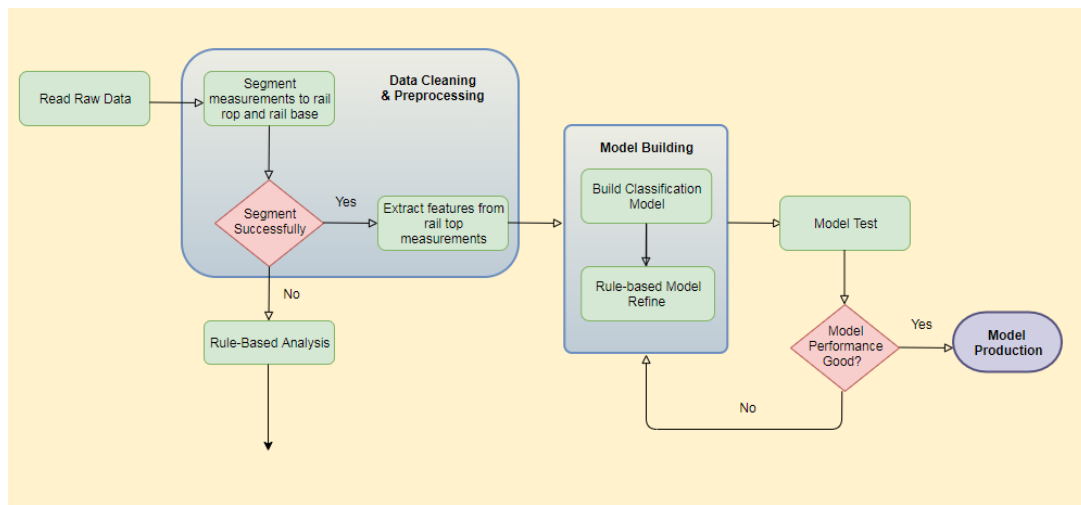 Read Raw Data
Data Cleaning
& Preprocessing
Segment
measurements to rail
rop and rail base
Segment
Successfully
Yes
Extract features from
rail top
measurements
No
Rule-Based Analysis
Model Building
Build Classification
Model
Rule-based Model
Refine
Model Test
Model
Performance
Good?
Yes
Model
Production
No